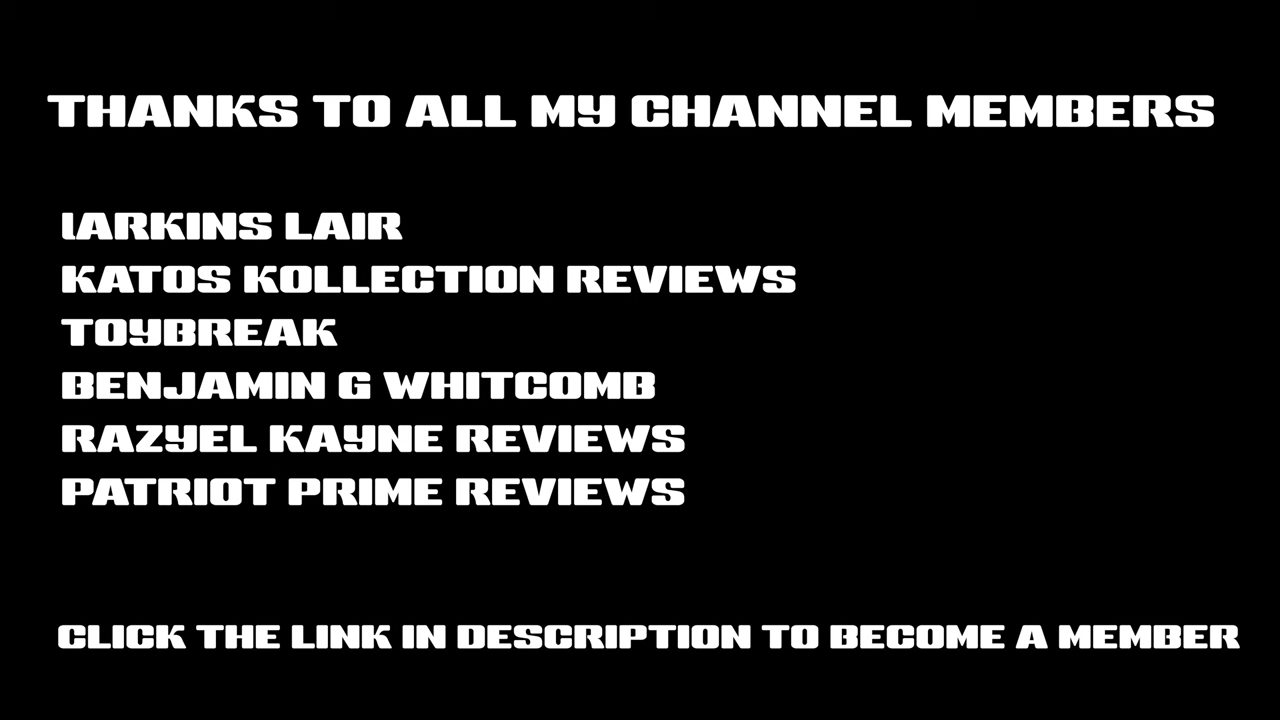 THANKS TO ALL MY CHANNEL MEMBERS
lARKINS LAIR
KATOS KOLLECTION REVIEWS
TOYBREAK
BENJAMIN G WHITCOMB
RAZYEL KAYNE REVIEWS
PATRIOT PRIME REVIEWS
CLICK THE LINK IN DESCRIPTION TO BECOME A MEMBER